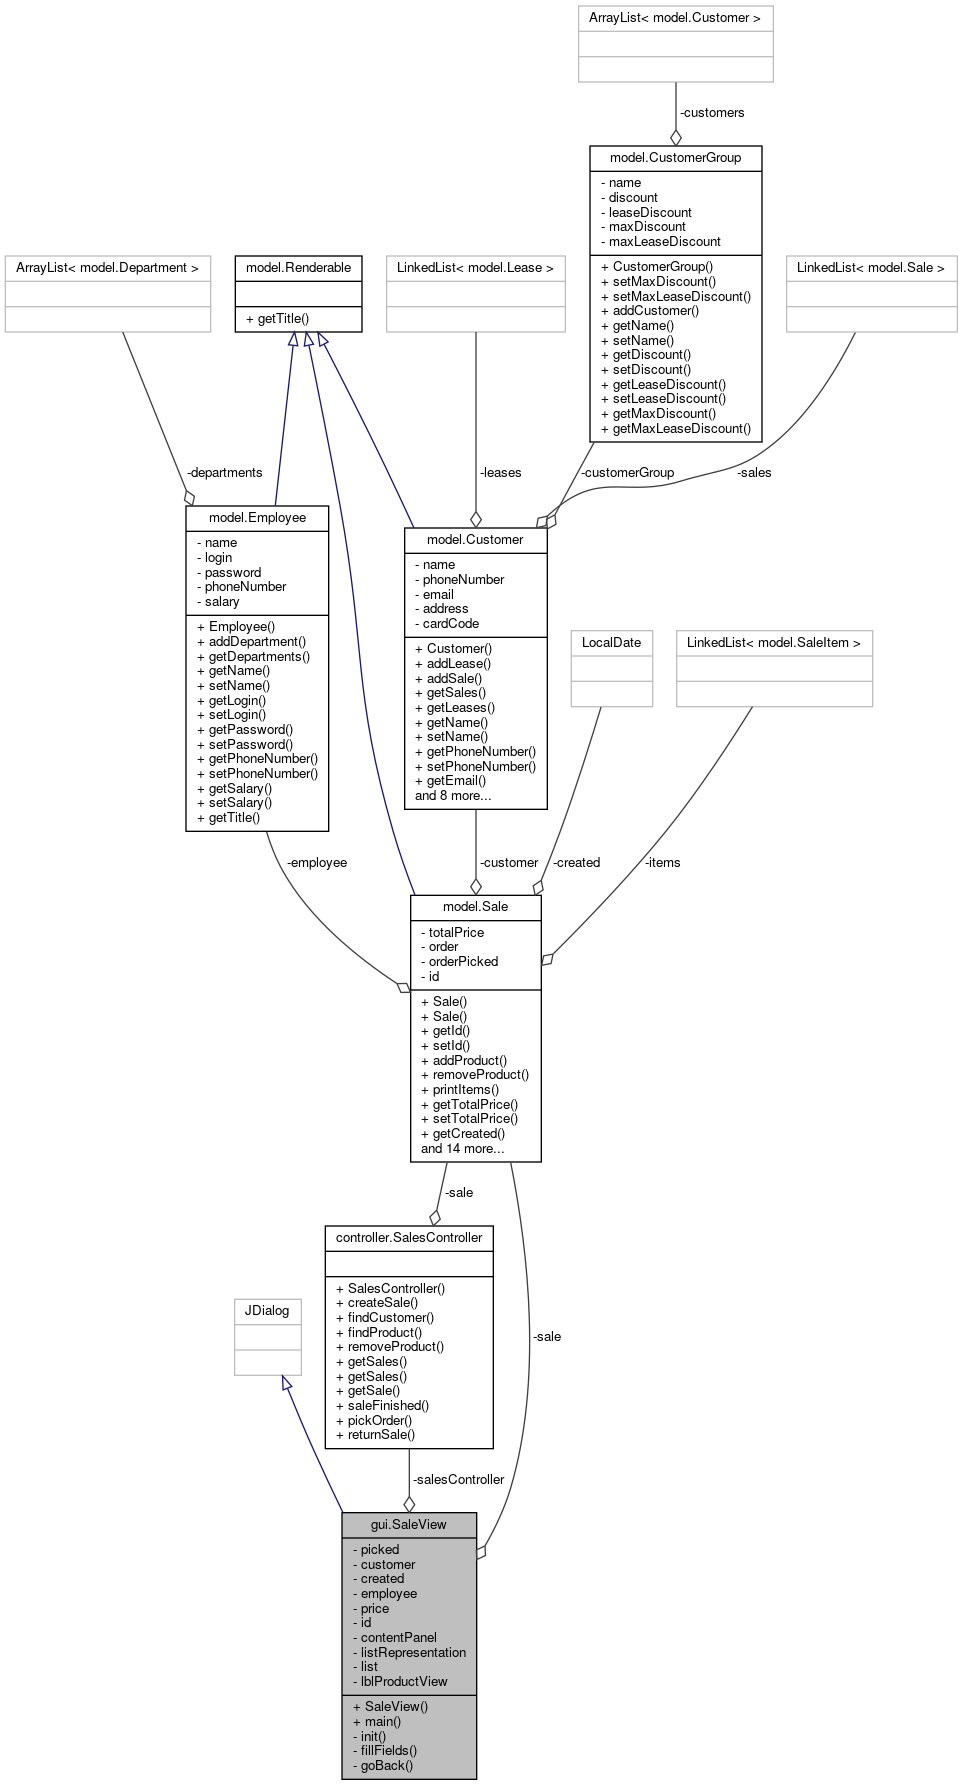 ArrayList< model.Customer >
-customers
model.CustomerGroup
- name
- discount
- leaseDiscount
- maxDiscount
- maxLeaseDiscount
+ CustomerGroup()
+ setMaxDiscount()
+ setMaxLeaseDiscount()
+ addCustomer()
+ getName()
+ setName()
+ getDiscount()
+ setDiscount()
+ getLeaseDiscount()
+ setLeaseDiscount()
+ getMaxDiscount()
+ getMaxLeaseDiscount()
ArrayList< model.Department >
model.Renderable
+ getTitle()
LinkedList< model.Lease >
LinkedList< model.Sale >
-departments
-leases
-customerGroup
-sales
model.Employee
- name
- login
- password
- phoneNumber
- salary
+ Employee()
+ addDepartment()
+ getDepartments()
+ getName()
+ setName()
+ getLogin()
+ setLogin()
+ getPassword()
+ setPassword()
+ getPhoneNumber()
+ setPhoneNumber()
+ getSalary()
+ setSalary()
+ getTitle()
model.Customer
- name
- phoneNumber
- email
- address
- cardCode
+ Customer()
+ addLease()
+ addSale()
+ getSales()
+ getLeases()
+ getName()
+ setName()
+ getPhoneNumber()
+ setPhoneNumber()
+ getEmail()
and 8 more...
LocalDate
LinkedList< model.SaleItem >
-employee
-customer
-created
-items
model.Sale
- totalPrice
- order
- orderPicked
- id
+ Sale()
+ Sale()
+ getId()
+ setId()
+ addProduct()
+ removeProduct()
+ printItems()
+ getTotalPrice()
+ setTotalPrice()
+ getCreated()
and 14 more...
-sale
controller.SalesController
+ SalesController()
+ createSale()
+ findCustomer()
+ findProduct()
+ removeProduct()
+ getSales()
+ getSales()
+ getSale()
+ saleFinished()
+ pickOrder()
+ returnSale()
JDialog
-sale
-salesController
gui.SaleView
- picked
- customer
- created
- employee
- price
- id
- contentPanel
- listRepresentation
- list
- lblProductView
+ SaleView()
+ main()
- init()
- fillFields()
- goBack()